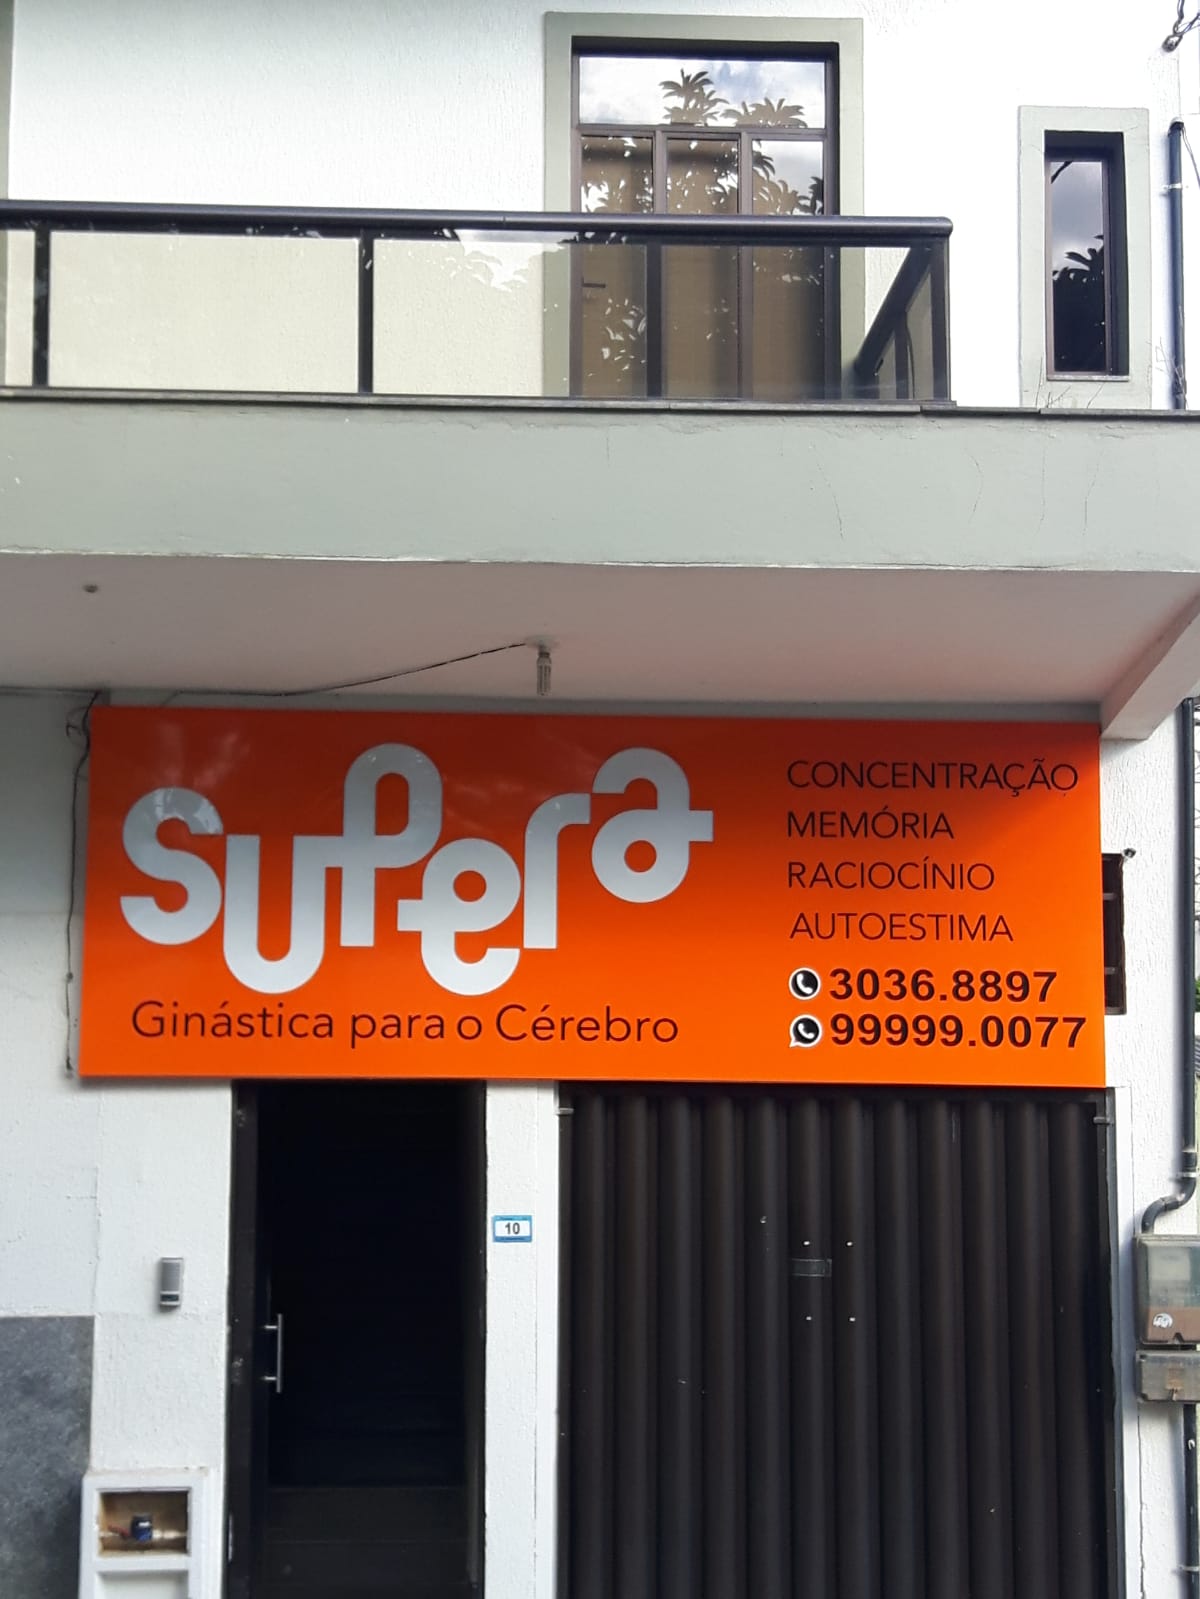 Supera
Ginástica para o Cérebro
CONCENTRAÇÃO
MEMÓRIA
RACIOCÍNIO
AUTOESTIMA
3036.8897
99999.0077
10